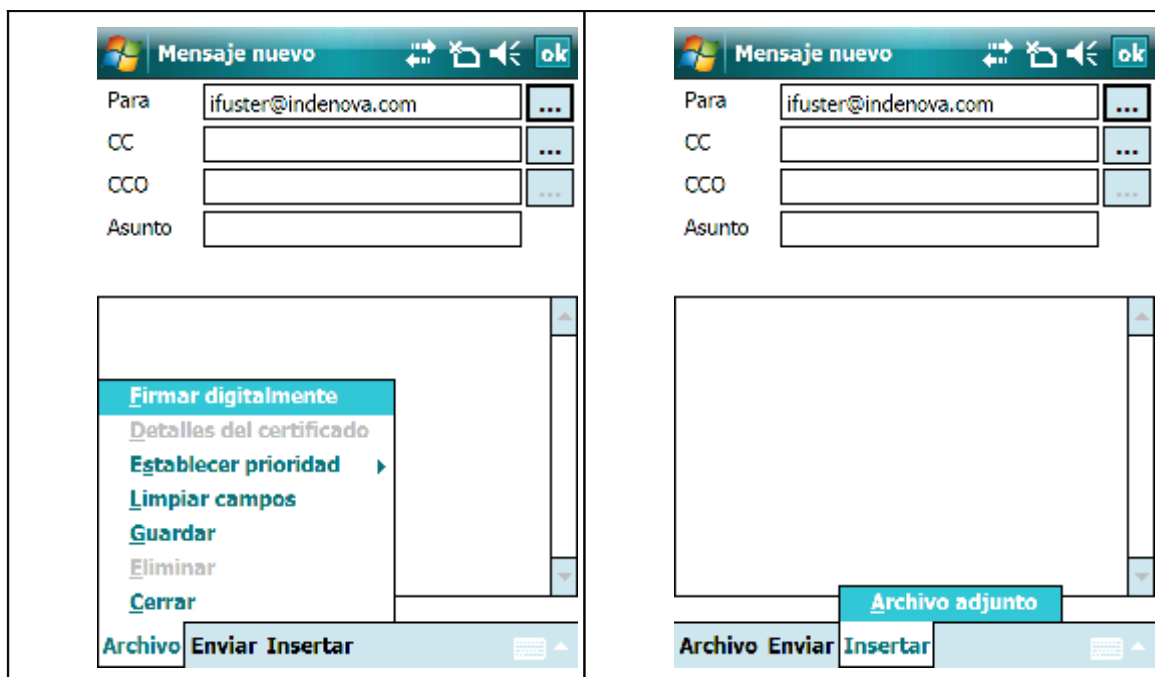 Mensaje nuevo
ok
Para
ifuster@indenova.com
...
CC
...
CCO
...
Asunto
Firmar digitalmente
Detalles del certificado
Establecer prioridad
Limpiar campos
Guardar
Eliminar
Cerrar
Archivo Enviar Insertar
Mensaje nuevo
ok
Para
ifuster@indenova.com
...
CC
...
CCO
...
Asunto
Archivo adjunto
Archivo Enviar Insertar